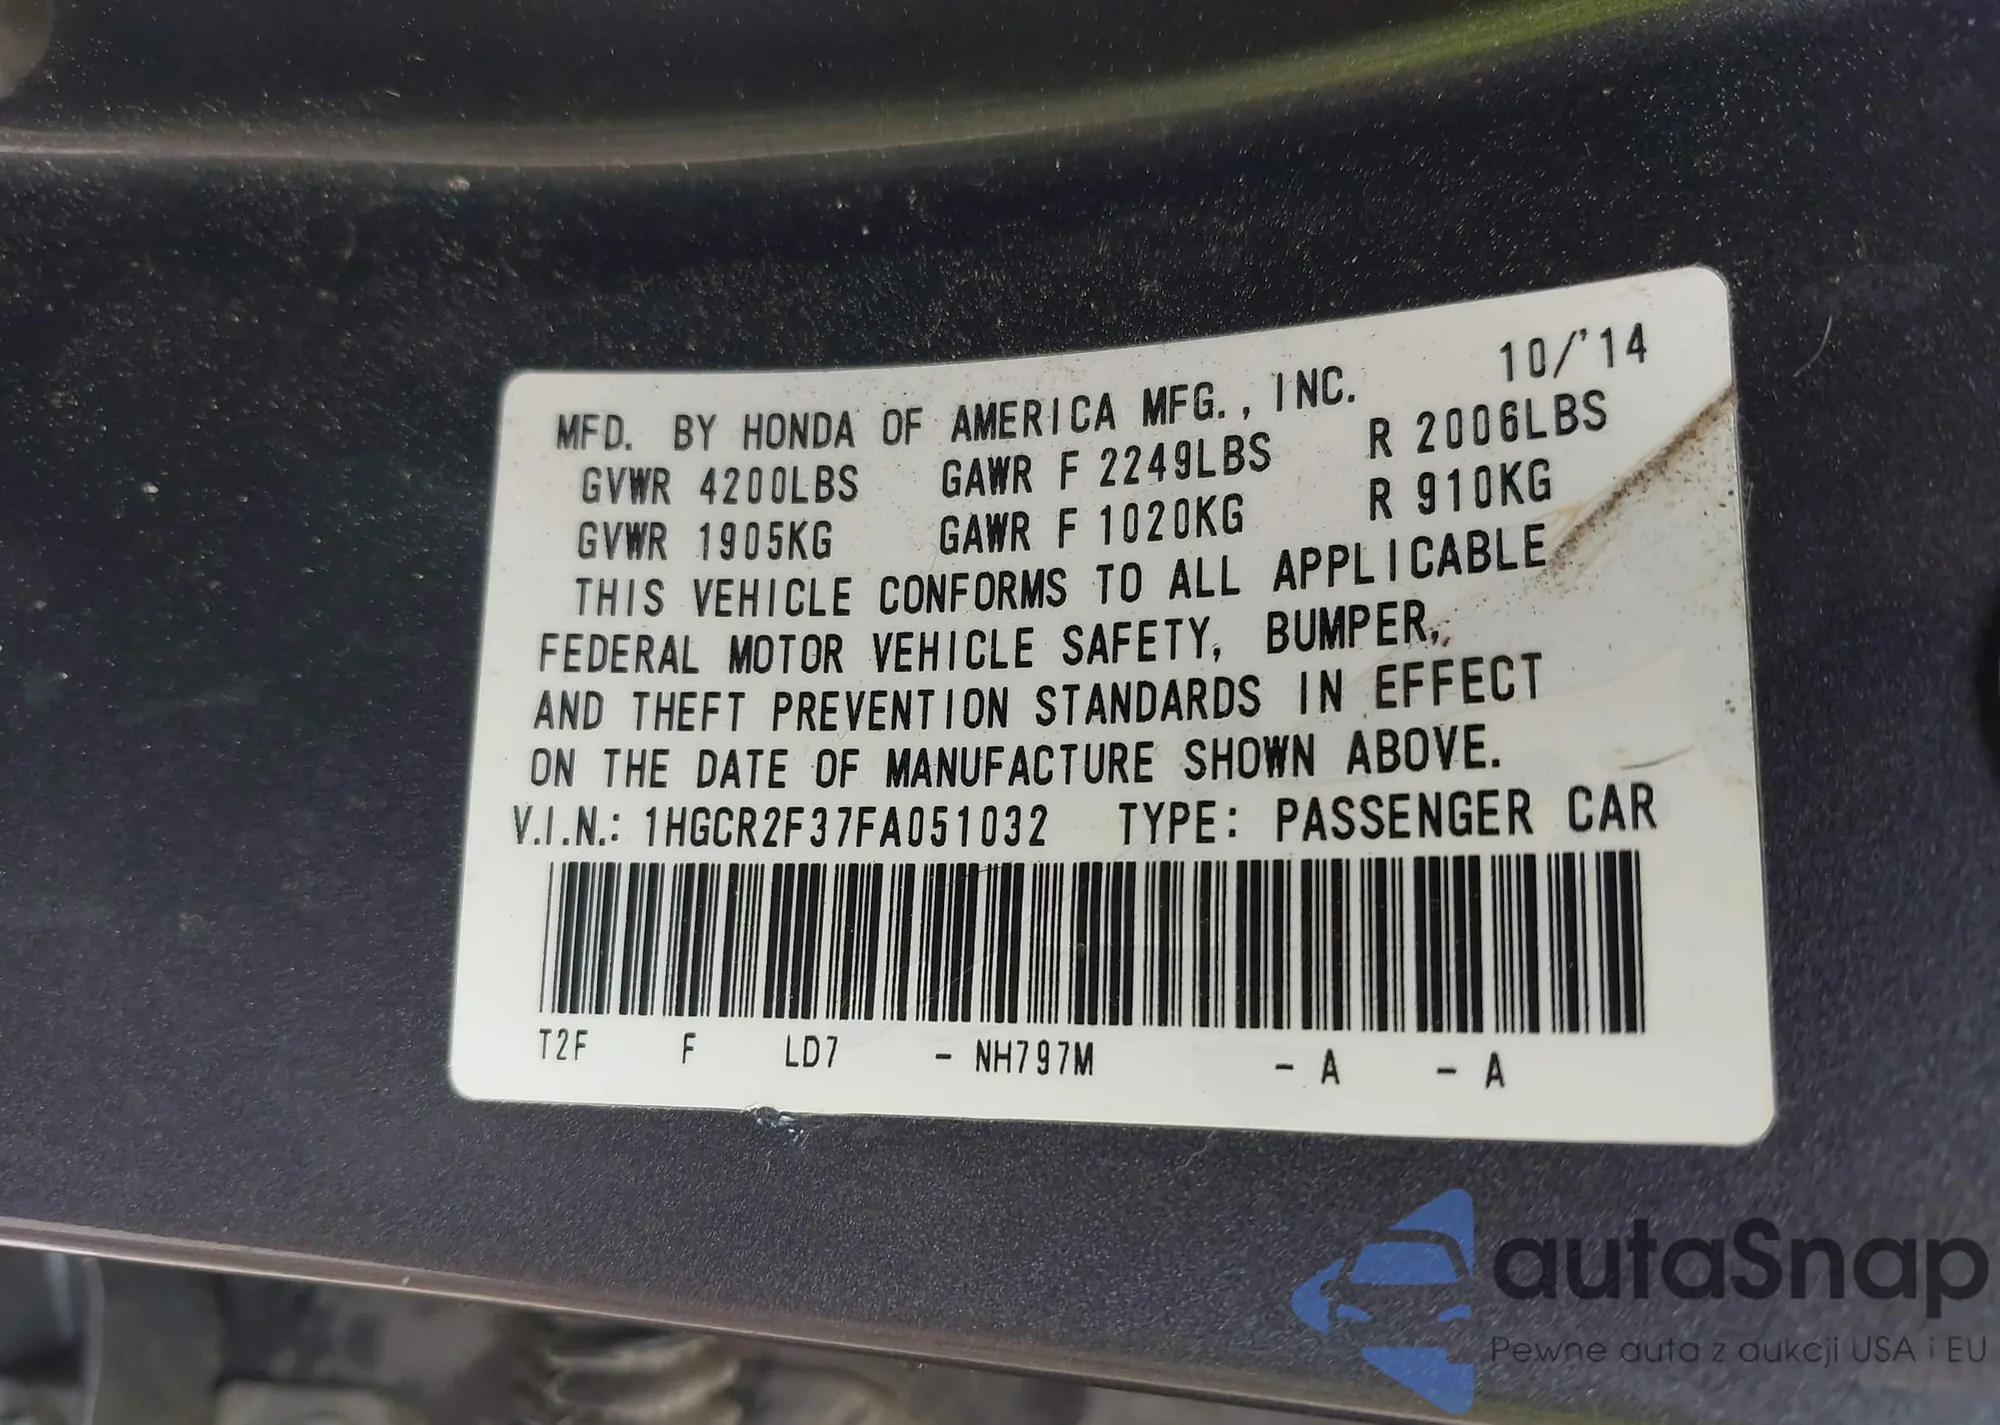 10/'14
MFD. BY HONDA OF AMERICA MFG., INC.
GVWR 4200LBS GAWR F 2249LBS R 2006LBS
GVWR 1905KG GAWR F 1020KG R 910KG
THIS VEHICLE CONFORMS TO ALL APPLICABLE
FEDERAL MOTOR VEHICLE SAFETY, BUMPER,
AND THEFT PREVENTION STANDARDS IN EFFECT
ON THE DATE OF MANUFACTURE SHOWN ABOVE.
V.I.N.: 1HGCR2F37FA051032 TYPE: PASSENGER CAR
T2F F LD7 - NH797M - A - A
autaSnap
Pewne auta z aukcji USA i EU